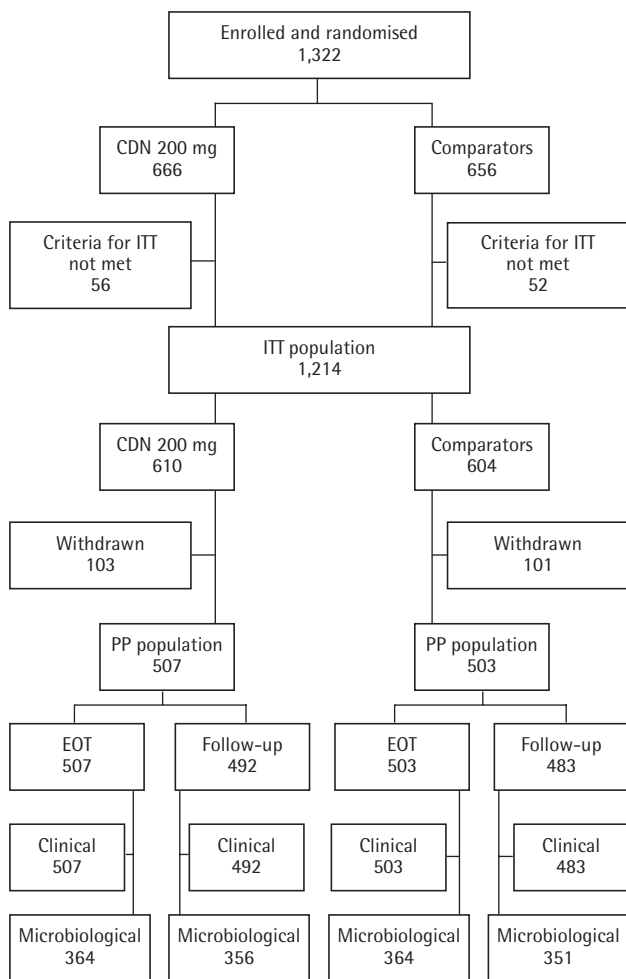 Enrolled and randomised
1,322
CDN 200 mg
666
Comparators
656
Criteria for ITT
not met
56
Criteria for ITT
not met
52
ITT population
1,214
CDN 200 mg
610
Comparators
604
Withdrawn
103
Withdrawn
101
PP population
507
PP population
503
EOT
507
Follow-up
492
EOT
503
Follow-up
483
Clinical
507
Clinical
492
Clinical
503
Clinical
483
Microbiological
364
Microbiological
356
Microbiological
364
Microbiological
351